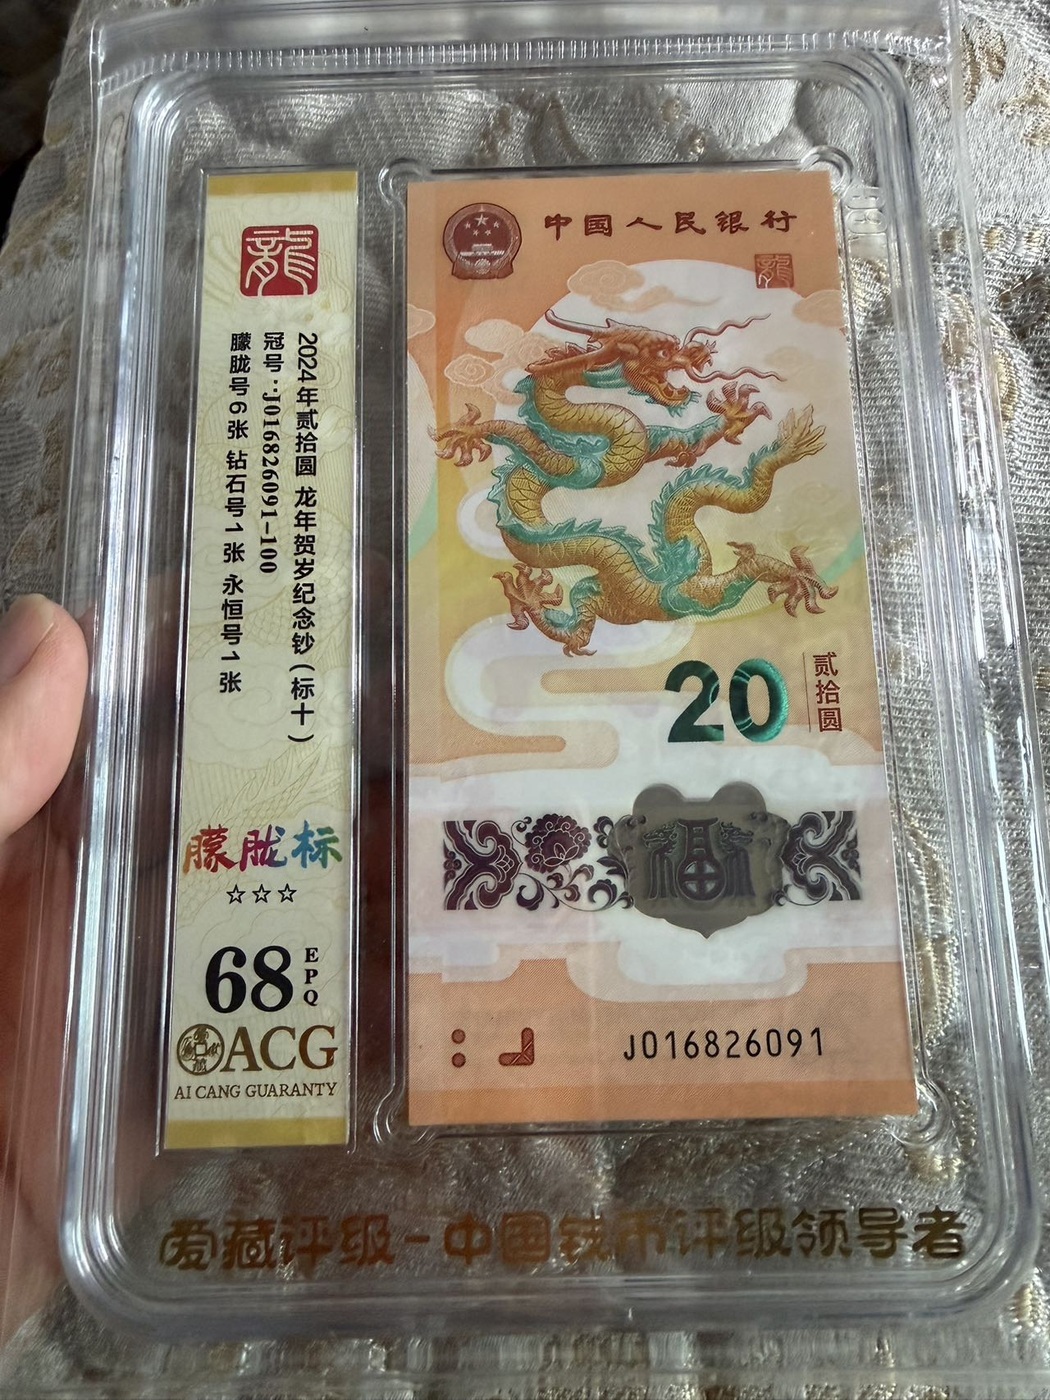 龍
2024年贰拾圆 龙年贺岁纪念钞（标十）
冠号：J016826091-100
朦胧号6张 钻石号1张 永恒号1张
朦胧标
☆☆☆
68 EPQ
ACG
AI CANG GUARANTY
中国人民银行
龍
20
贰拾圆
福
J016826091
爱藏评级-中国钱币评级领导者